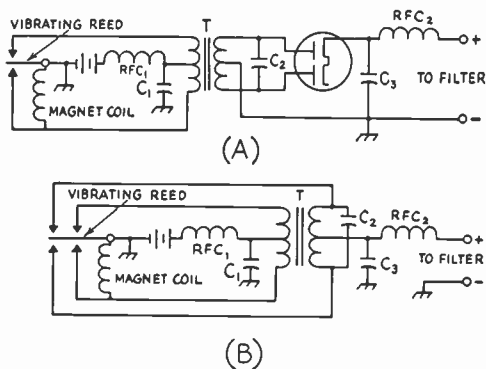 VIBRATING REED
T
RFC2
+
RFC1
C1
C2
C3
TO FILTER
MAGNET COIL
-
(A)
VIBRATING REED
T
C2
RFC2
+
RFC1
C1
C3
TO FILTER
MAGNET COIL
-
(B)